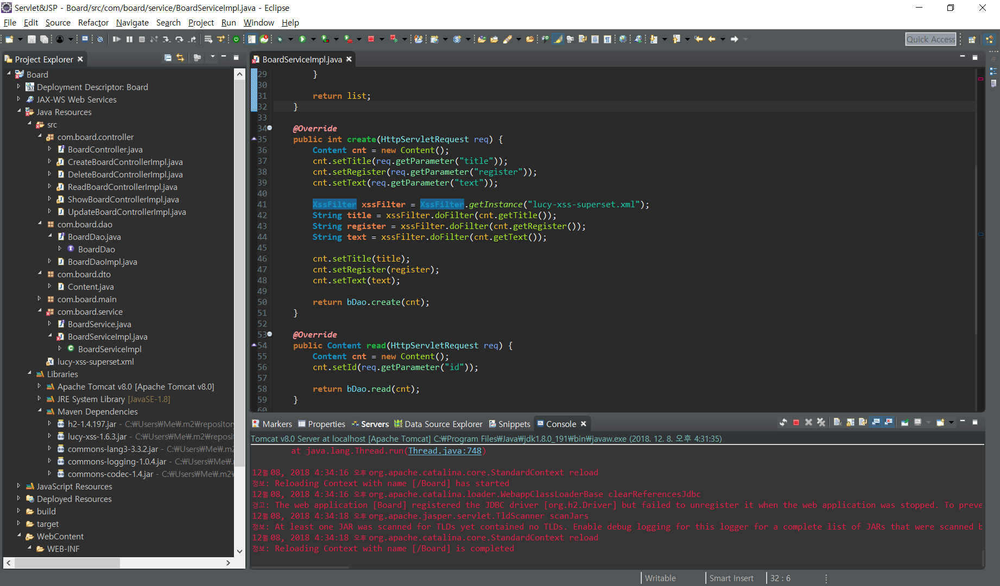 Servlet&JSP - Board/src/com/board/service/BoardServiceImpl.java - Eclipse
File Edit Source Refactor Navigate Search Project Run Window Help
Quick Access
Project Explorer
Board
Deployment Descriptor: Board
JAX-WS Web Services
Java Resources
src
com.board.controller
BoardController.java
CreateBoardControllerImpl.java
DeleteBoardControllerImpl.java
ReadBoardControllerImpl.java
ShowBoardControllerImpl.java
UpdateBoardControllerImpl.java
com.board.dao
BoardDao.java
BoardDao
BoardDaoImpl.java
com.board.dto
Content.java
com.board.main
com.board.service
BoardService.java
BoardServiceImpl.java
BoardServiceImpl
lucy-xss-superset.xml
Libraries
Apache Tomcat v8.0 [Apache Tomcat v8.0]
JRE System Library [JavaSE-1.8]
Maven Dependencies
h2-1.4.197.jar - C:₩Users₩Me₩.m2₩repository
lucy-xss-1.6.3.jar - C:₩Users₩Me₩.m2₩reposi
commons-lang3-3.3.2.jar - C:₩Users₩Me₩.m2
commons-logging-1.0.4.jar - C:₩Users₩Me₩.
commons-codec-1.4.jar - C:₩Users₩Me₩.m2
JavaScript Resources
Deployed Resources
build
target
WebContent
WEB-INF
BoardServiceImpl.java
29 }
30
31 return list;
32 }
33
34 @Override
35 public int create(HttpServletRequest req) {
36 Content cnt = new Content();
37 cnt.setTitle(req.getParameter("title"));
38 cnt.setRegister(req.getParameter("register"));
39 cnt.setText(req.getParameter("text"));
40
41 XssFilter xssFilter = XssFilter.getInstance("lucy-xss-superset.xml");
42 String title = xssFilter.doFilter(cnt.getTitle());
43 String register = xssFilter.doFilter(cnt.getRegister());
44 String text = xssFilter.doFilter(cnt.getText());
45
46 cnt.setTitle(title);
47 cnt.setRegister(register);
48 cnt.setText(text);
49
50 return bDao.create(cnt);
51 }
52
53 @Override
54 public Content read(HttpServletRequest req) {
55 Content cnt = new Content();
56 cnt.setId(req.getParameter("id"));
57
58 return bDao.read(cnt);
59 }
60
Markers Properties Servers Data Source Explorer Snippets Console
Tomcat v8.0 Server at localhost [Apache Tomcat] C:₩Program Files₩Java₩jdk1.8.0_191₩bin₩javaw.exe (2018. 12. 8. 오후 4:31:35)
at java.lang.Thread.run(Thread.java:748)
12월 08, 2018 4:34:16 오후 org.apache.catalina.core.StandardContext reload
정보: Reloading Context with name [/Board] has started
12월 08, 2018 4:34:16 오후 org.apache.catalina.loader.WebappClassLoaderBase clearReferencesJdbc
경고: The web application [Board] registered the JDBC driver [org.h2.Driver] but failed to unregister it when the web application was stopped. To preve
12월 08, 2018 4:34:18 오후 org.apache.jasper.servlet.TldScanner scanJars
정보: At least one JAR was scanned for TLDs yet contained no TLDs. Enable debug logging for this logger for a complete list of JARs that were scanned b
12월 08, 2018 4:34:18 오후 org.apache.catalina.core.StandardContext reload
정보: Reloading Context with name [/Board] is completed
Writable Smart Insert 32 : 6